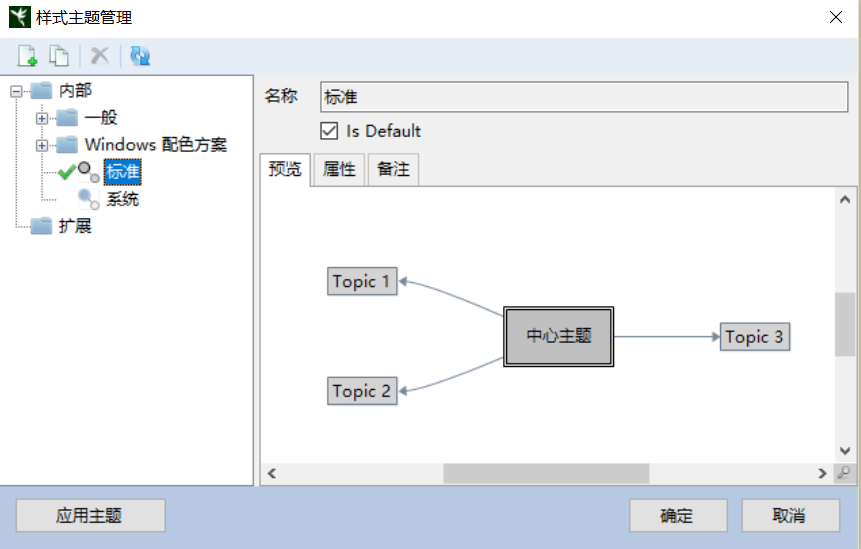 样式主题管理
内部
一般
Windows 配色方案
标准
系统
扩展
名称
标准
Is Default
预览
属性
备注
Topic 1
中心主题
Topic 3
Topic 2
应用主题
确定
取消